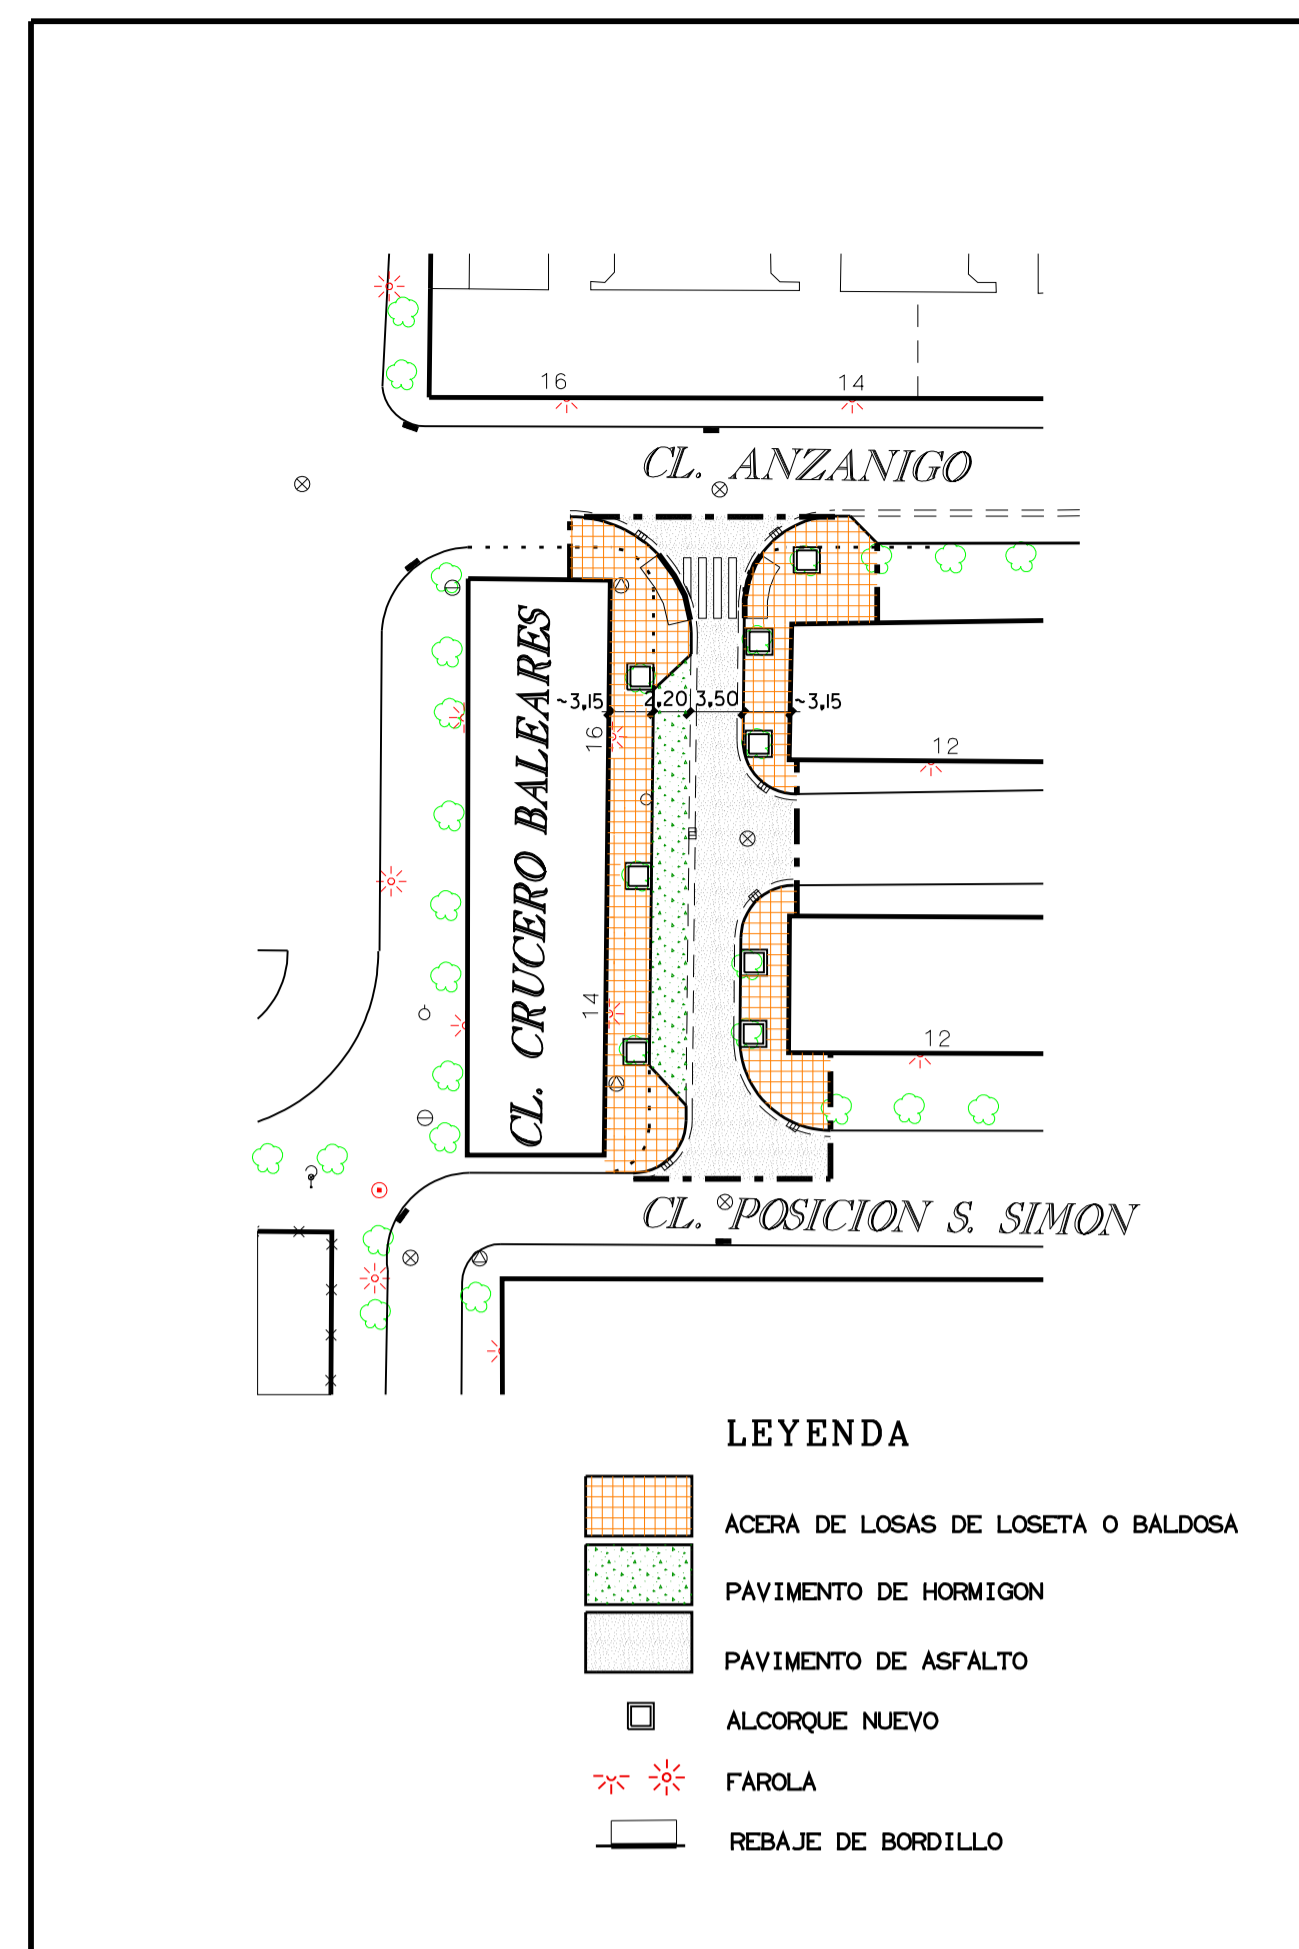 16
14
CL. ANZANIGO
CL. CRUCERO BALEARES
~3,15
2,20
3,50
~3,15
16
12
14
12
CL. POSICION S. SIMON
LEYENDA
ACERA DE LOSAS DE LOSETA O BALDOSA
PAVIMENTO DE HORMIGON
PAVIMENTO DE ASFALTO
ALCORQUE NUEVO
FAROLA
REBAJE DE BORDILLO